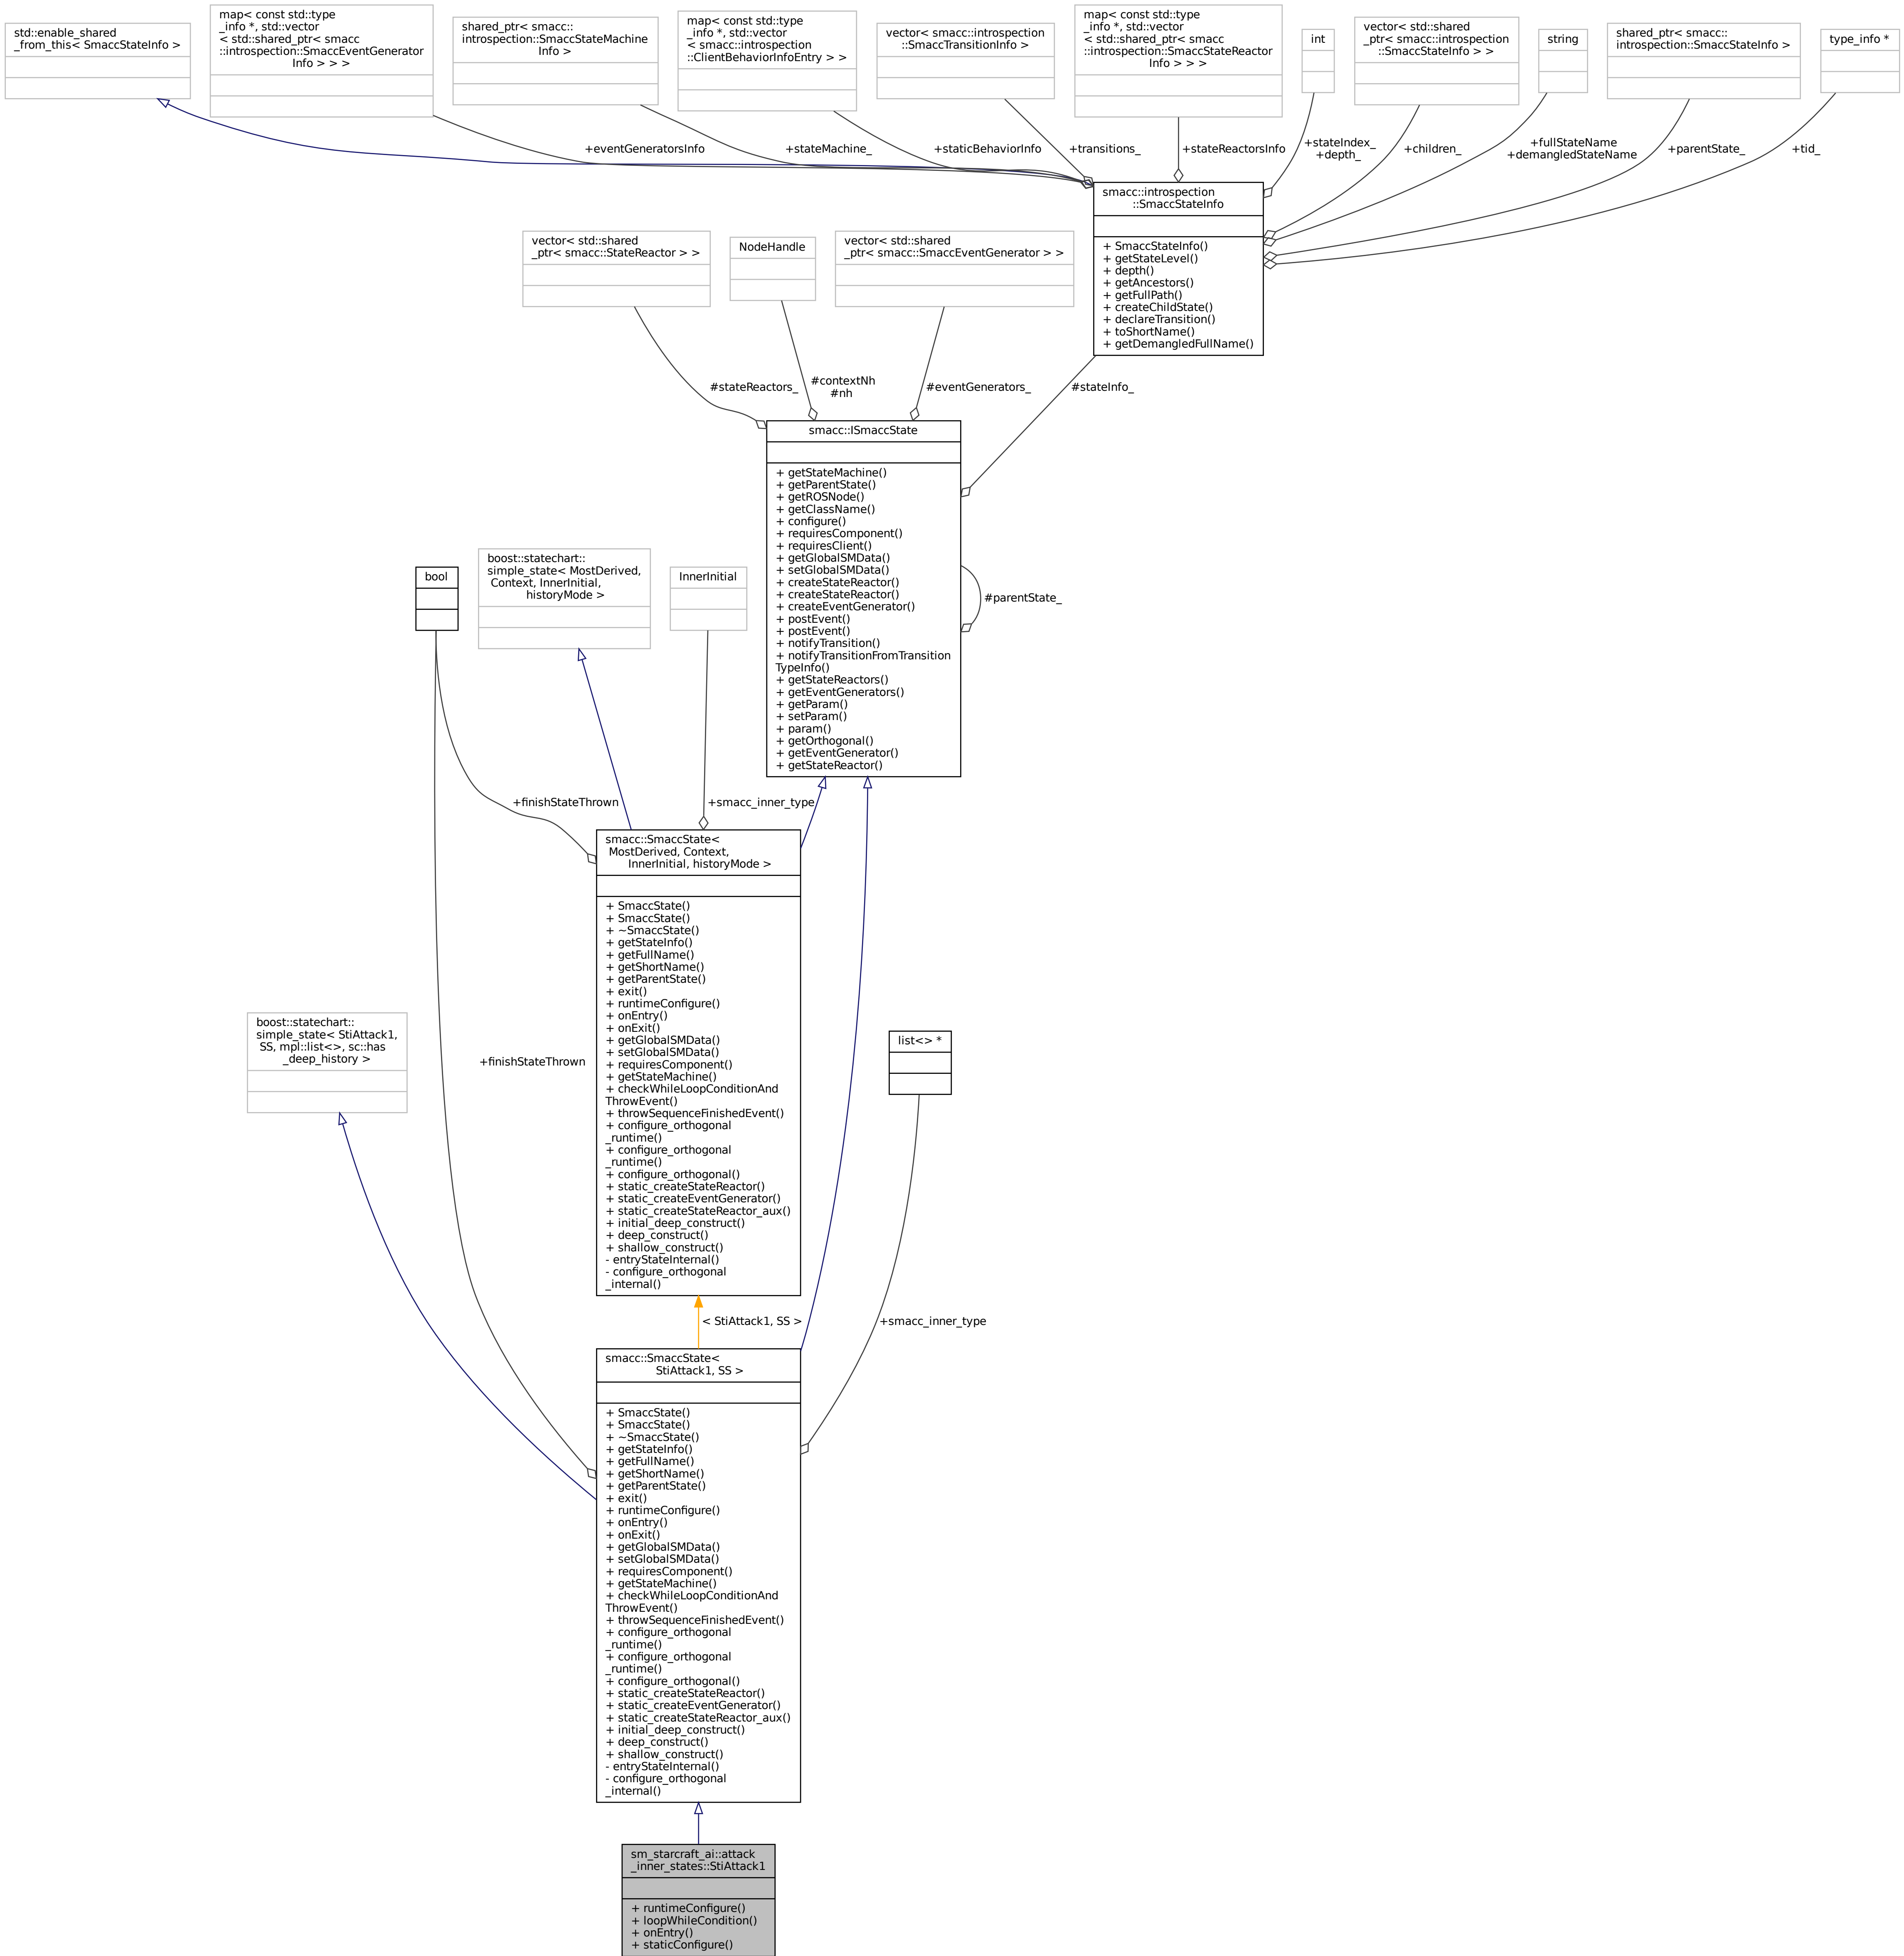 std::enable_shared
_from_this< SmaccStateInfo >
map< const std::type
_info *, std::vector
< std::shared_ptr< smacc
::introspection::SmaccEventGenerator
Info > > >
shared_ptr< smacc::
introspection::SmaccStateMachine
Info >
map< const std::type
_info *, std::vector
< smacc::introspection
::ClientBehaviorInfoEntry > >
vector< smacc::introspection
::SmaccTransitionInfo >
map< const std::type
_info *, std::vector
< std::shared_ptr< smacc
::introspection::SmaccStateReactor
Info > > >
int
vector< std::shared
_ptr< smacc::introspection
::SmaccStateInfo > >
string
shared_ptr< smacc::
introspection::SmaccStateInfo >
type_info *
+eventGeneratorsInfo
+stateMachine_
+staticBehaviorInfo
+transitions_
+stateReactorsInfo
+stateIndex_
+depth_
+children_
+fullStateName
+demangledStateName
+parentState_
+tid_
smacc::introspection
::SmaccStateInfo
+ SmaccStateInfo()
+ getStateLevel()
+ depth()
+ getAncestors()
+ getFullPath()
+ createChildState()
+ declareTransition()
+ toShortName()
+ getDemangledFullName()
vector< std::shared
_ptr< smacc::StateReactor > >
NodeHandle
vector< std::shared
_ptr< smacc::SmaccEventGenerator > >
#stateReactors_
#contextNh
#nh
#eventGenerators_
#stateInfo_
smacc::ISmaccState
+ getStateMachine()
+ getParentState()
+ getROSNode()
+ getClassName()
+ configure()
+ requiresComponent()
+ requiresClient()
+ getGlobalSMData()
+ setGlobalSMData()
+ createStateReactor()
+ createStateReactor()
+ createEventGenerator()
+ postEvent()
+ postEvent()
+ notifyTransition()
+ notifyTransitionFromTransition
TypeInfo()
+ getStateReactors()
+ getEventGenerators()
+ getParam()
+ setParam()
+ param()
+ getOrthogonal()
+ getEventGenerator()
+ getStateReactor()
#parentState_
bool
boost::statechart::
simple_state< MostDerived,
Context, InnerInitial,
historyMode >
InnerInitial
+finishStateThrown
+smacc_inner_type
smacc::SmaccState<
MostDerived, Context,
InnerInitial, historyMode >
+ SmaccState()
+ SmaccState()
+ ~SmaccState()
+ getStateInfo()
+ getFullName()
+ getShortName()
+ getParentState()
+ exit()
+ runtimeConfigure()
+ onEntry()
+ onExit()
+ getGlobalSMData()
+ setGlobalSMData()
+ requiresComponent()
+ getStateMachine()
+ checkWhileLoopConditionAnd
ThrowEvent()
+ throwSequenceFinishedEvent()
+ configure_orthogonal
_runtime()
+ configure_orthogonal
_runtime()
+ configure_orthogonal()
+ static_createStateReactor()
+ static_createEventGenerator()
+ static_createStateReactor_aux()
+ initial_deep_construct()
+ deep_construct()
+ shallow_construct()
- entryStateInternal()
- configure_orthogonal
_internal()
boost::statechart::
simple_state< StiAttack1,
SS, mpl::list<>, sc::has
_deep_history >
+finishStateThrown
list<> *
< StiAttack1, SS >
+smacc_inner_type
smacc::SmaccState<
StiAttack1, SS >
+ SmaccState()
+ SmaccState()
+ ~SmaccState()
+ getStateInfo()
+ getFullName()
+ getShortName()
+ getParentState()
+ exit()
+ runtimeConfigure()
+ onEntry()
+ onExit()
+ getGlobalSMData()
+ setGlobalSMData()
+ requiresComponent()
+ getStateMachine()
+ checkWhileLoopConditionAnd
ThrowEvent()
+ throwSequenceFinishedEvent()
+ configure_orthogonal
_runtime()
+ configure_orthogonal
_runtime()
+ configure_orthogonal()
+ static_createStateReactor()
+ static_createEventGenerator()
+ static_createStateReactor_aux()
+ initial_deep_construct()
+ deep_construct()
+ shallow_construct()
- entryStateInternal()
- configure_orthogonal
_internal()
sm_starcraft_ai::attack
_inner_states::StiAttack1
+ runtimeConfigure()
+ loopWhileCondition()
+ onEntry()
+ staticConfigure()